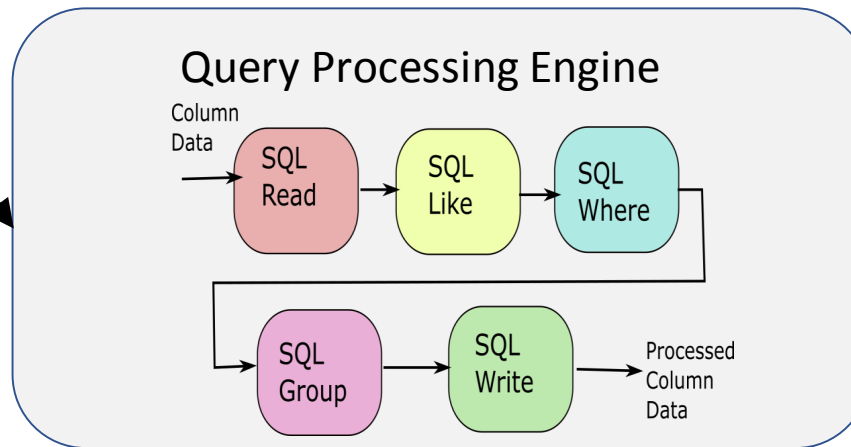 Query Processing Engine
Column
Data
SQL
Read
SQL
Like
SQL
Where
SQL
Group
SQL
Write
Processed
Column
Data